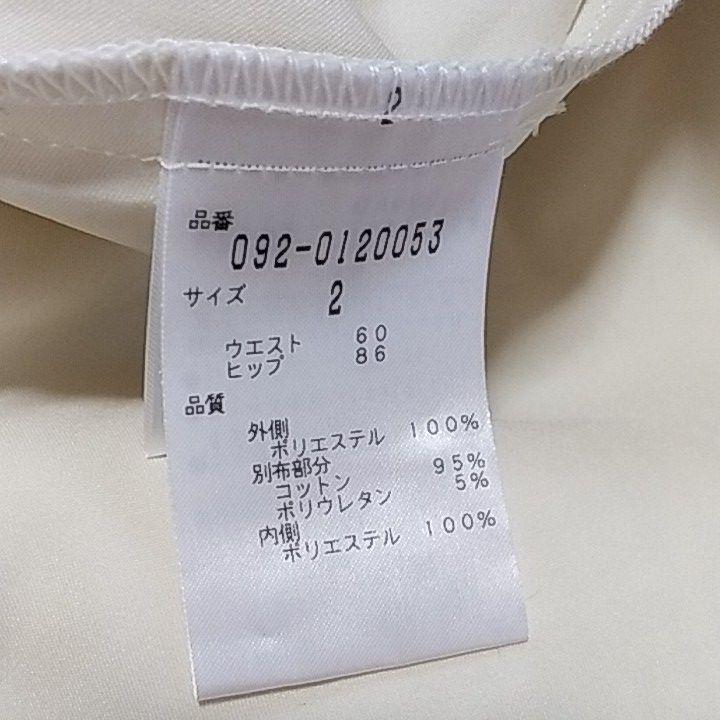 2
品番
092-0120053
サイズ 2
ウエスト 60
ヒップ 86
品質
外側
ポリエステル 100%
別布部分
コットン 95%
ポリウレタン 5%
内側
ポリエステル 100%